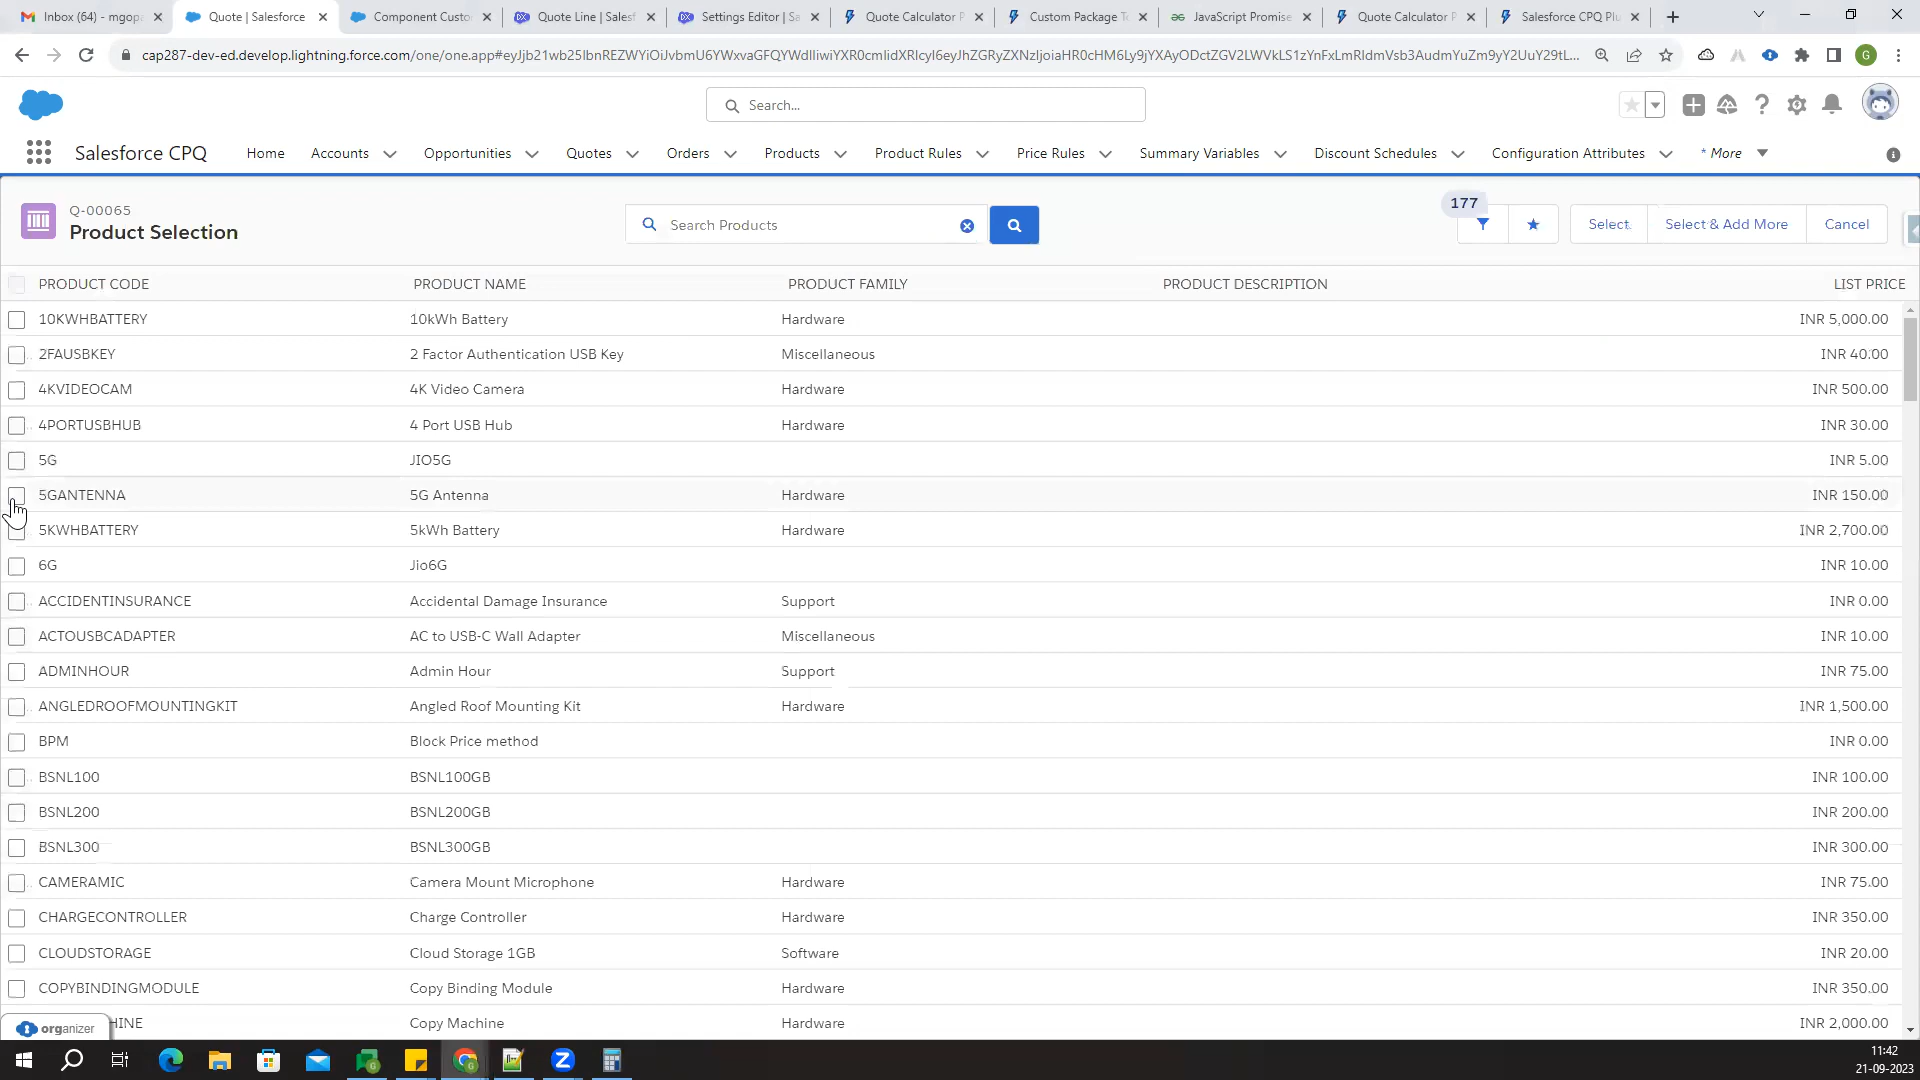 Inbox (64) - mgopa
Quote | Salesforce
Component Custo
Quote Line | Salesf
Settings Editor | Sa
Quote Calculator P
Custom Package T
JavaScript Promise
Quote Calculator P
Salesforce CPQ Plu
Search...
Salesforce CPQ
Home
Accounts
Opportunities
Quotes
Orders
Products
Product Rules
Price Rules
Summary Variables
Discount Schedules
Configuration Attributes
* More
Q-00065
Product Selection
Search Products
177
Select
Select & Add More
Cancel
PRODUCT CODE PRODUCT NAME PRODUCT FAMILY PRODUCT DESCRIPTION LIST PRICE
10KWHBATTERY 10kWh Battery Hardware INR 5,000.00
2FAUSBKEY 2 Factor Authentication USB Key Miscellaneous INR 40.00
4KVIDEOCAM 4K Video Camera Hardware INR 500.00
4PORTUSBHUB 4 Port USB Hub Hardware INR 30.00
5G JIO5G INR 5.00
5GANTENNA 5G Antenna Hardware INR 150.00
5KWHBATTERY 5kWh Battery Hardware INR 2,700.00
6G Jio6G INR 10.00
ACCIDENTINSURANCE Accidental Damage Insurance Support INR 0.00
ACTOUSBCADAPTER AC to USB-C Wall Adapter Miscellaneous INR 10.00
ADMINHOUR Admin Hour Support INR 75.00
ANGLEDROOFMOUNTINGKIT Angled Roof Mounting Kit Hardware INR 1,500.00
BPM Block Price method INR 0.00
BSNL100 BSNL100GB INR 100.00
BSNL200 BSNL200GB INR 200.00
BSNL300 BSNL300GB INR 300.00
CAMERAMIC Camera Mount Microphone Hardware INR 75.00
CHARGECONTROLLER Charge Controller Hardware INR 350.00
CLOUDSTORAGE Cloud Storage 1GB Software INR 20.00
COPYBINDINGMODULE Copy Binding Module Hardware INR 350.00
HINE Copy Machine Hardware INR 2,000.00
organizer
11:42
21-09-2023